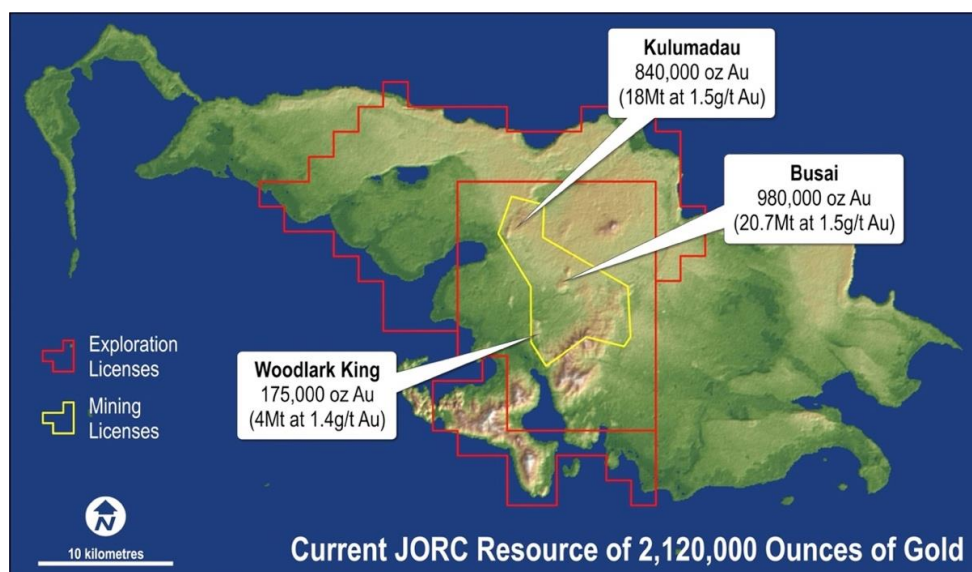 Kulumadau
840,000 oz Au
(18Mt at 1.5g/t Au)
Busai
980,000 oz Au
(20.7Mt at 1.5g/t Au)
Exploration
Licenses
Mining
Licenses
Woodlark King
175,000 oz Au
(4Mt at 1.4g/t Au)
N
10 kilometres
Current JORC Resource of 2,120,000 Ounces of Gold